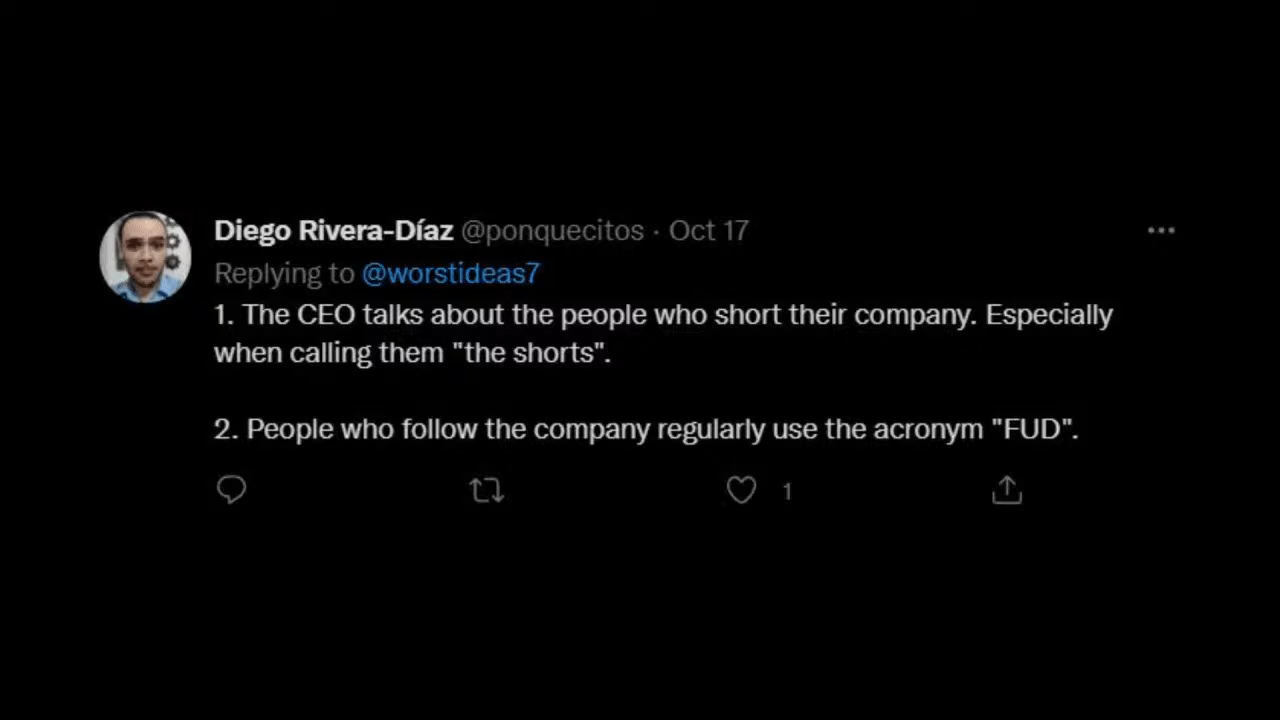 Diego Rivera-Díaz @ponquecitos · Oct 17
Replying to @worstideas7
1. The CEO talks about the people who short their company. Especially
when calling them "the shorts".
2. People who follow the company regularly use the acronym "FUD".
1